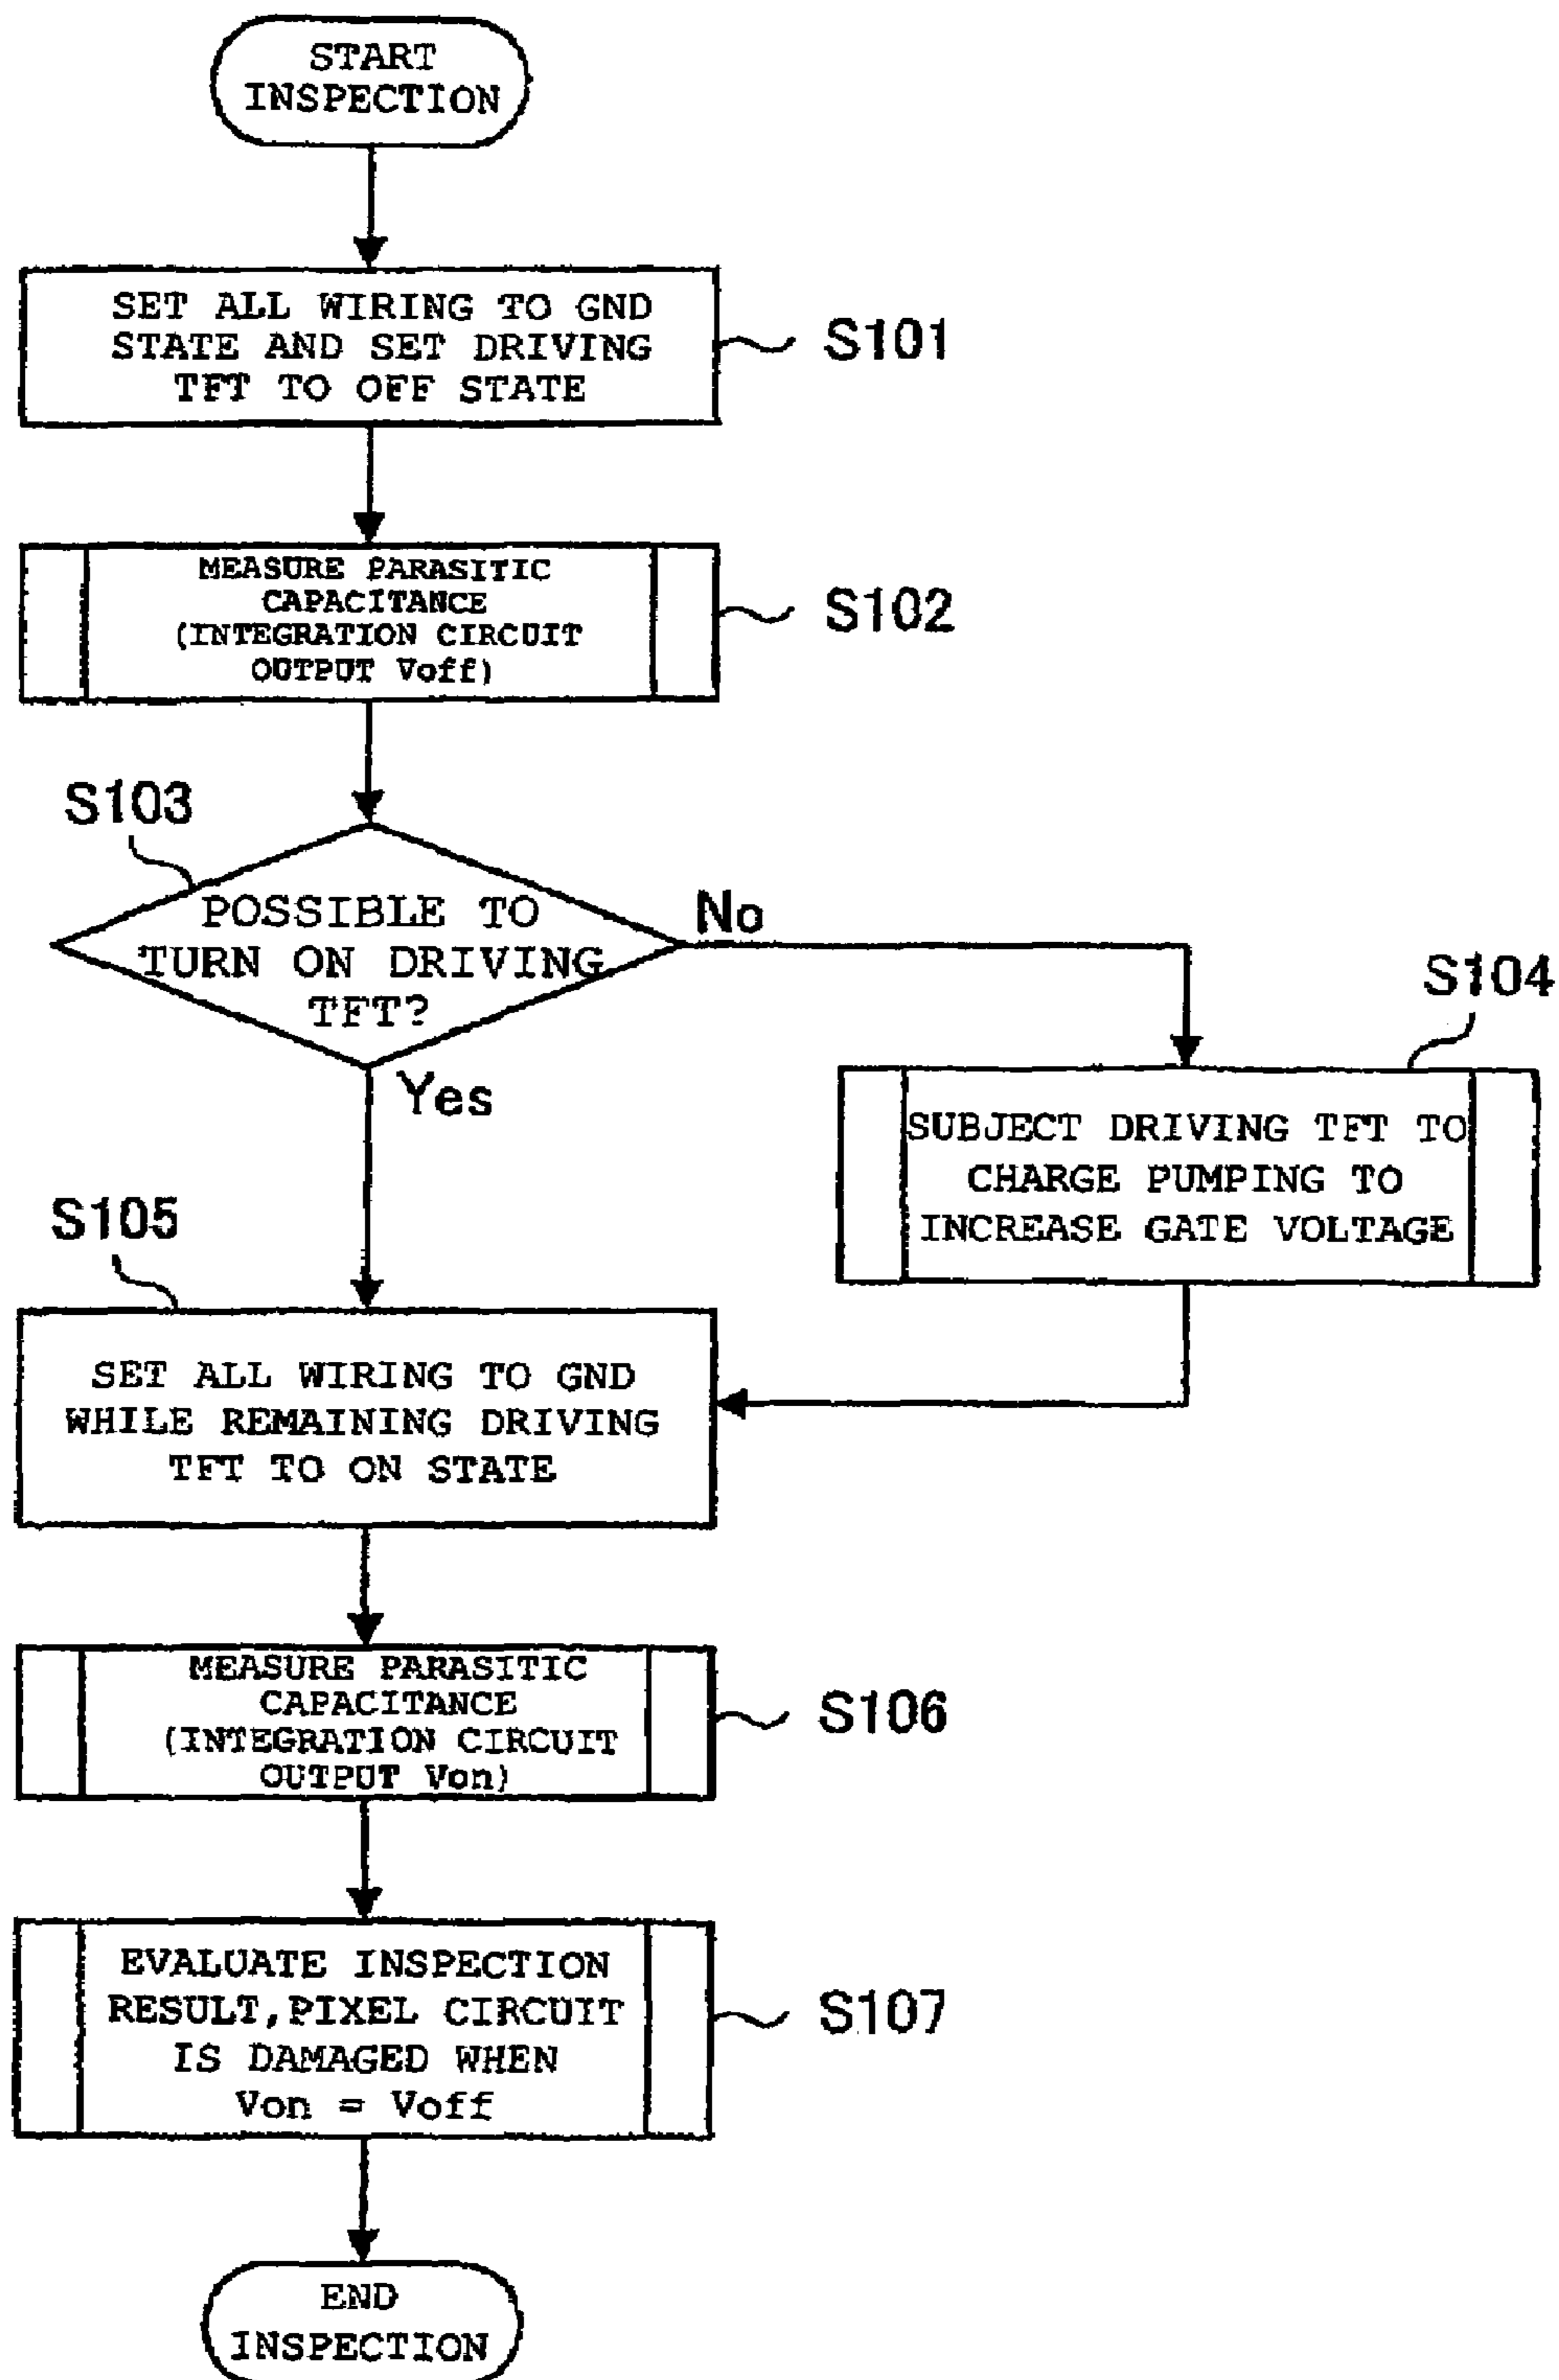 START
INSPECTION
SET ALL WIRING TO GND
STATE AND SET DRIVING
TFT TO OFF STATE
S101
MEASURE PARASITIC
CAPACITANCE
(INTEGRATION CIRCUIT
OUTPUT Voff)
S102
S103
POSSIBLE TO
TURN ON DRIVING
TFT?
No
Yes
S104
SUBJECT DRIVING TFT TO
CHARGE PUMPING TO
INCREASE GATE VOLTAGE
S105
SET ALL WIRING TO GND
WHILE REMAINING DRIVING
TFT TO ON STATE
MEASURE PARASITIC
CAPACITANCE
(INTEGRATION CIRCUIT
OUTPUT Von)
S106
EVALUATE INSPECTION
RESULT,PIXEL CIRCUIT
IS DAMAGED WHEN
Von = Voff
S107
END
INSPECTION